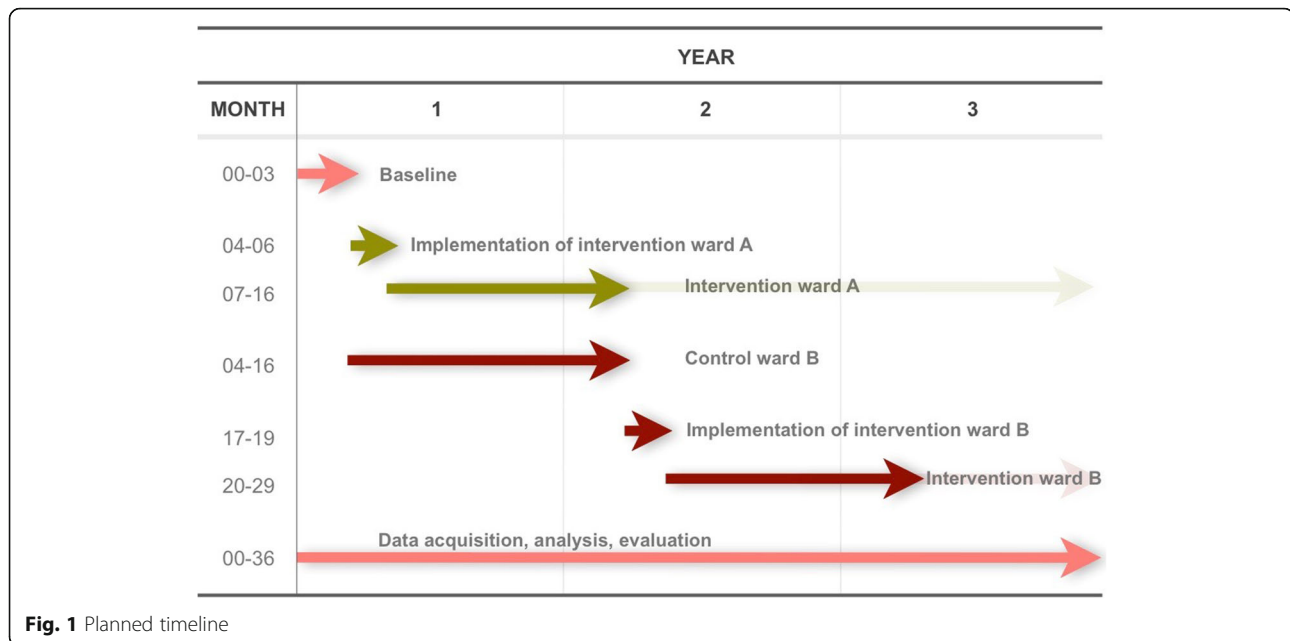 YEAR
MONTH 1 2 3
00-03 Baseline
04-06 Implementation of intervention ward A
07-16 Intervention ward A
04-16 Control ward B
17-19 Implementation of intervention ward B
20-29 Intervention ward B
00-36 Data acquisition, analysis, evaluation
Fig. 1 Planned timeline